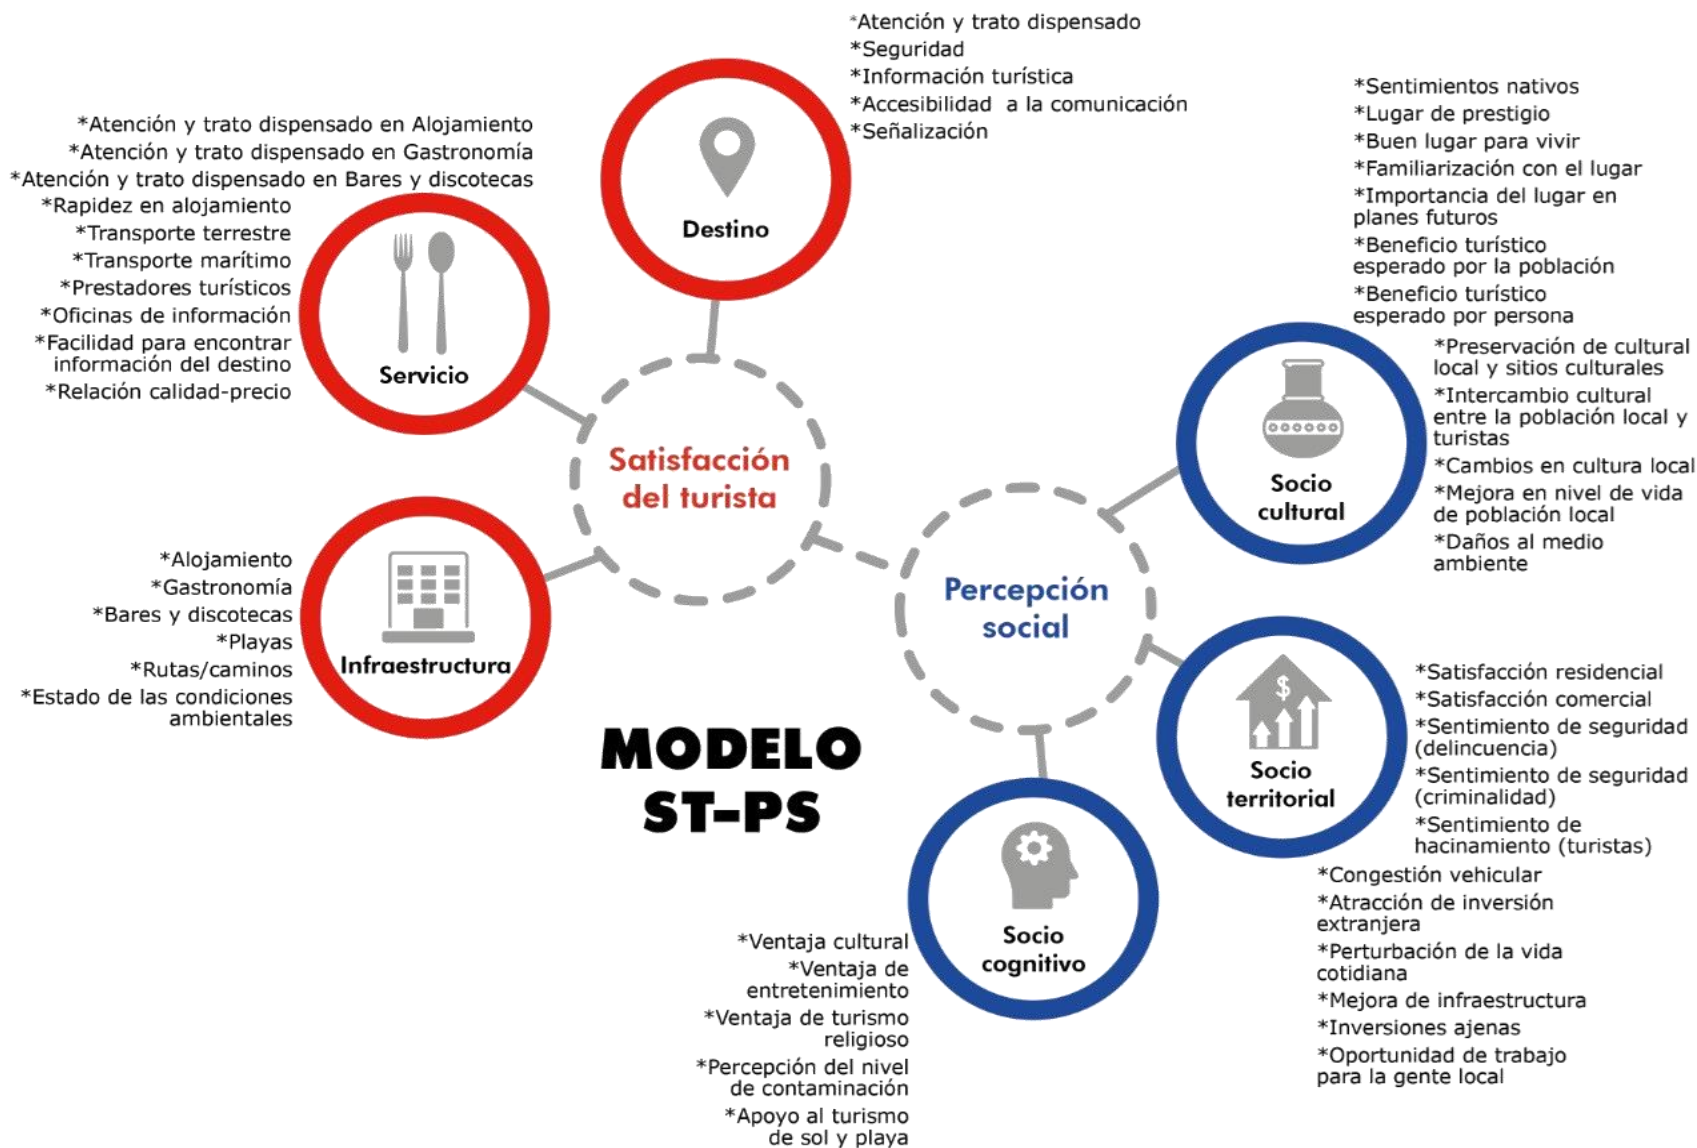 *Atención y trato dispensado
*Seguridad
*Información turística
*Accesibilidad a la comunicación
*Señalización
Destino
*Atención y trato dispensado en Alojamiento
*Atención y trato dispensado en Gastronomía
*Atención y trato dispensado en Bares y discotecas
*Rapidez en alojamiento
*Transporte terrestre
*Transporte marítimo
*Prestadores turísticos
*Oficinas de información
*Facilidad para encontrar
información del destino
*Relación calidad-precio
Servicio
Satisfacción
del turista
*Alojamiento
*Gastronomía
*Bares y discotecas
*Playas
*Rutas/caminos
*Estado de las condiciones
ambientales
Infraestructura
MODELO
ST-PS
Percepción
social
*Sentimientos nativos
*Lugar de prestigio
*Buen lugar para vivir
*Familiarización con el lugar
*Importancia del lugar en
planes futuros
*Beneficio turístico
esperado por la población
*Beneficio turístico
esperado por persona
*Preservación de cultural
local y sitios culturales
*Intercambio cultural
entre la población local y
turistas
*Cambios en cultura local
*Mejora en nivel de vida
de población local
*Daños al medio
ambiente
Socio
cultural
$
Socio
territorial
*Satisfacción residencial
*Satisfacción comercial
*Sentimiento de seguridad
(delincuencia)
*Sentimiento de seguridad
(criminalidad)
*Sentimiento de
hacinamiento (turistas)
*Congestión vehicular
*Atracción de inversión
extranjera
*Perturbación de la vida
cotidiana
*Mejora de infraestructura
*Inversiones ajenas
*Oportunidad de trabajo
para la gente local
Socio
cognitivo
*Ventaja cultural
*Ventaja de
entretenimiento
*Ventaja de turismo
religioso
*Percepción del nivel
de contaminación
*Apoyo al turismo
de sol y playa